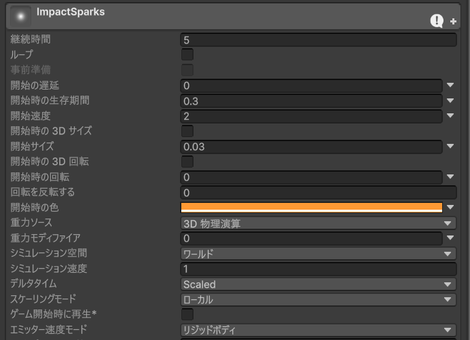 ImpactSparks
継続時間 5
ループ
事前準備
開始の遅延 0
開始時の生存期間 0.3
開始速度 2
開始時の 3D サイズ
開始サイズ 0.03
開始時の 3D 回転
開始時の回転 0
回転を反転する 0
開始時の色
重力ソース 3D 物理演算
重力モディファイア 0
シミュレーション空間 ワールド
シミュレーション速度 1
デルタタイム Scaled
スケーリングモード ローカル
ゲーム開始時に再生*
エミッター速度モード リジッドボディ